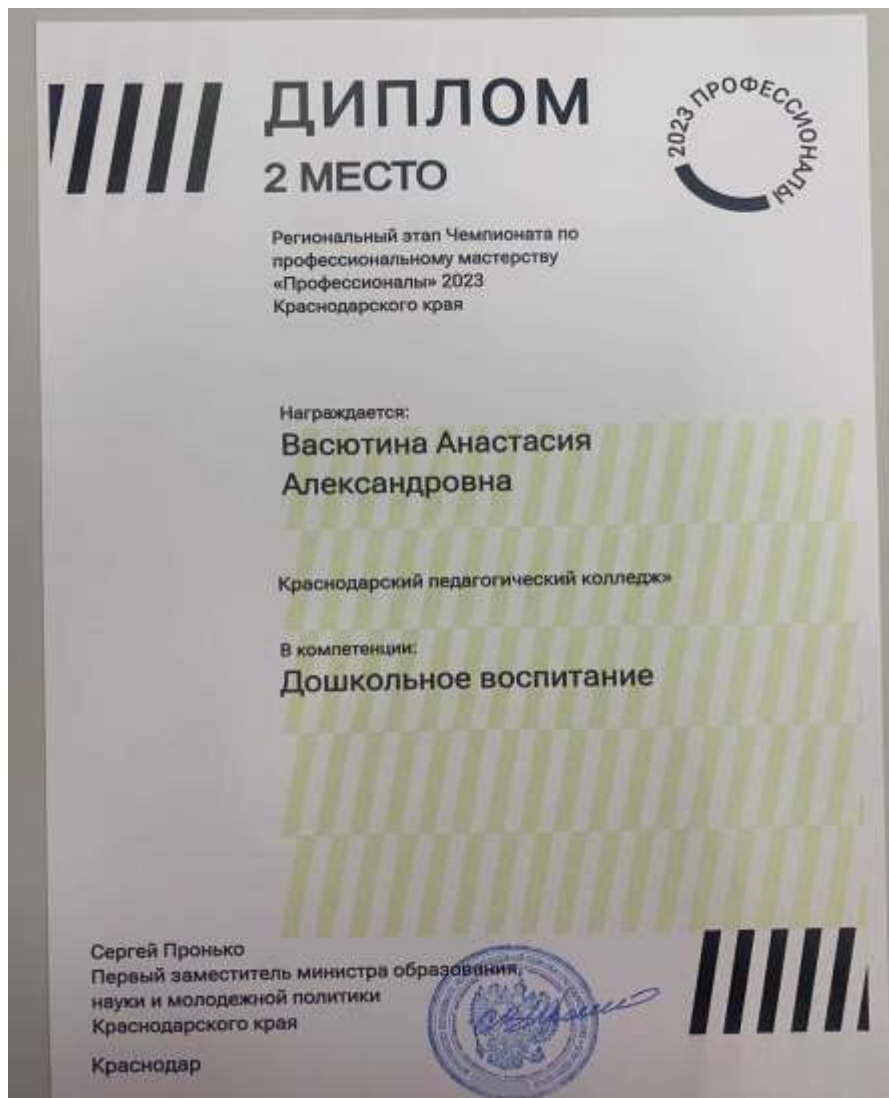 ДИПЛОМ
2 МЕСТО
2023 ПРОФЕССИОНАЛЫ
Региональный этап Чемпионата по
профессиональному мастерству
«Профессионалы» 2023
Краснодарского края
Награждается:
Васютина Анастасия
Александровна
Краснодарский педагогический колледж»
В компетенции:
Дошкольное воспитание
Сергей Пронько
Первый заместитель министра образования,
науки и молодежной политики
Краснодарского края
Краснодар